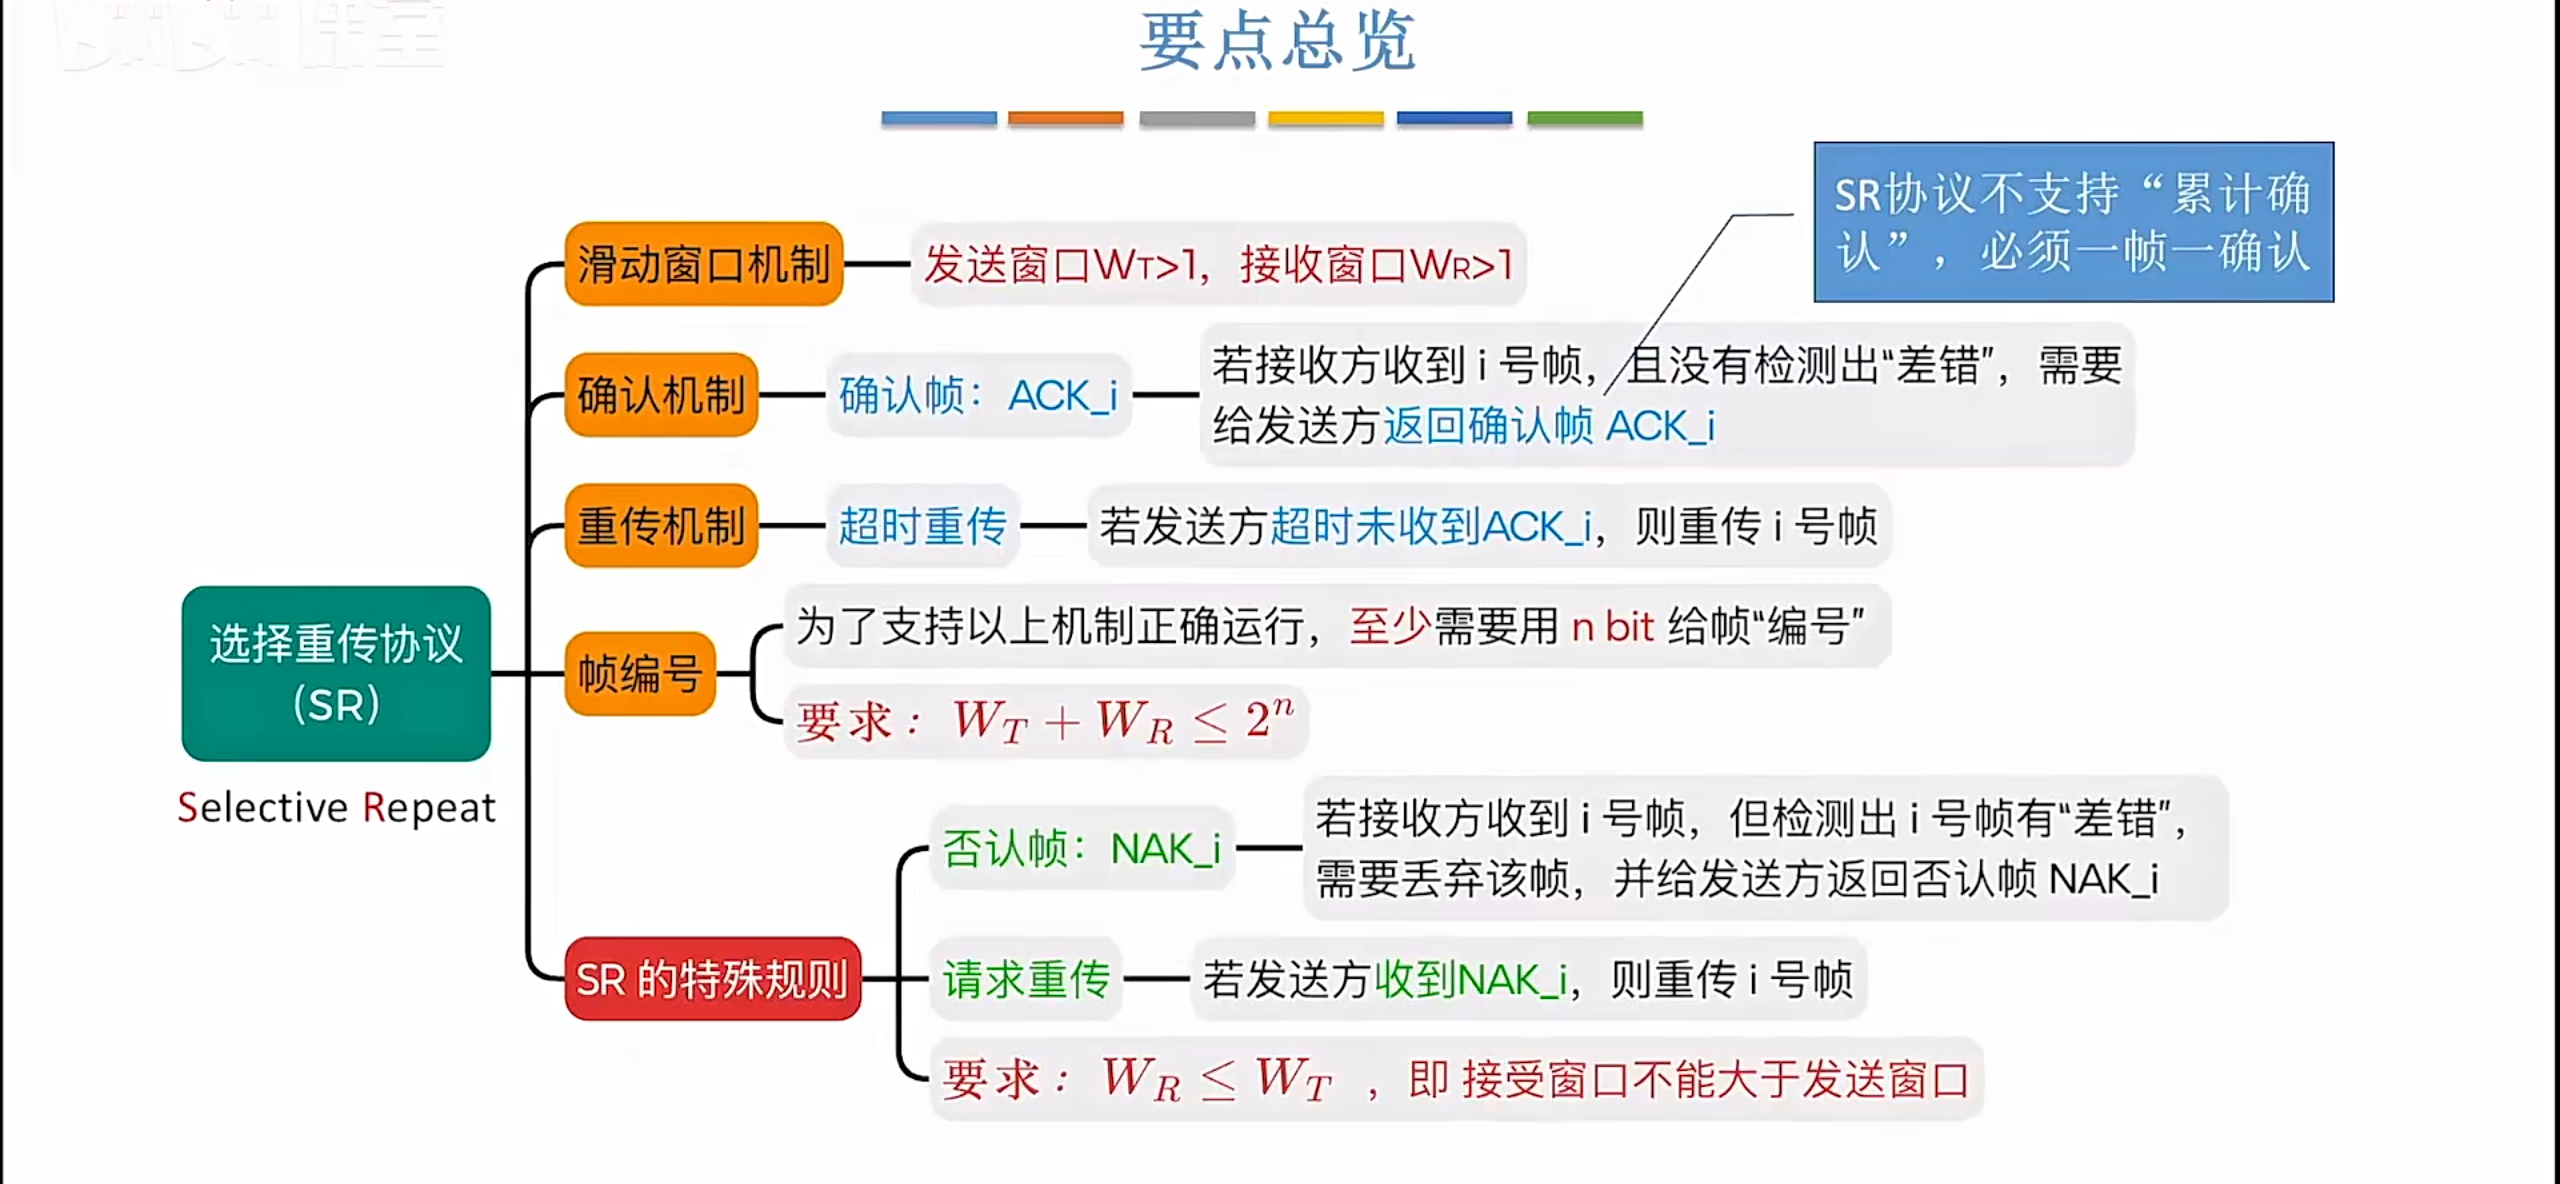 要点总览
SR协议不支持“累计确
认”，必须一帧一确认
滑动窗口机制
发送窗口WT>1，接收窗口WR>1
确认机制
确认帧：ACK_i
若接收方收到 i 号帧，且没有检测出“差错”，需要
给发送方返回确认帧 ACK_i
重传机制
超时重传
若发送方超时未收到ACK_i，则重传 i 号帧
选择重传协议
（SR）
Selective Repeat
帧编号
为了支持以上机制正确运行，至少需要用 n bit 给帧“编号”
要求：W_T + W_R ≤ 2^n
SR 的特殊规则
否认帧：NAK_i
若接收方收到 i 号帧，但检测出 i 号帧有“差错”，
需要丢弃该帧，并给发送方返回否认帧 NAK_i
请求重传
若发送方收到NAK_i，则重传 i 号帧
要求：W_R ≤ W_T ，即 接受窗口不能大于发送窗口